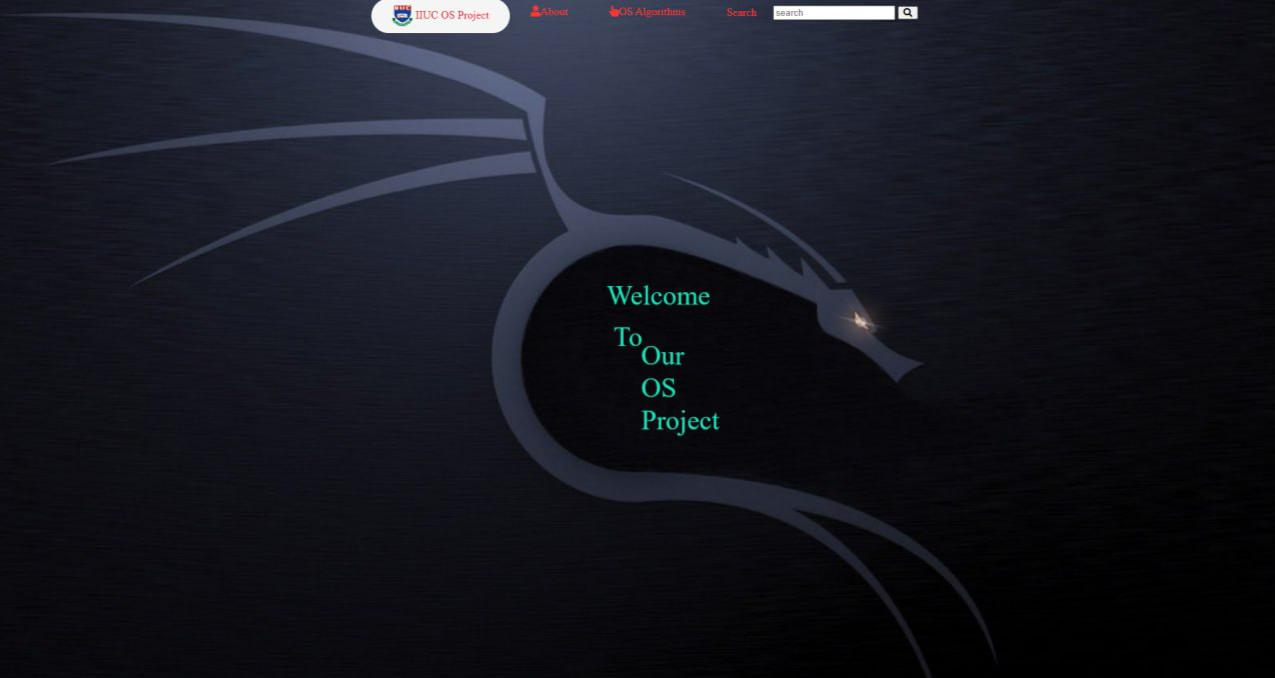 IIUC OS Project About OS Algorithms Search search
Welcome
To
Our
OS
Project